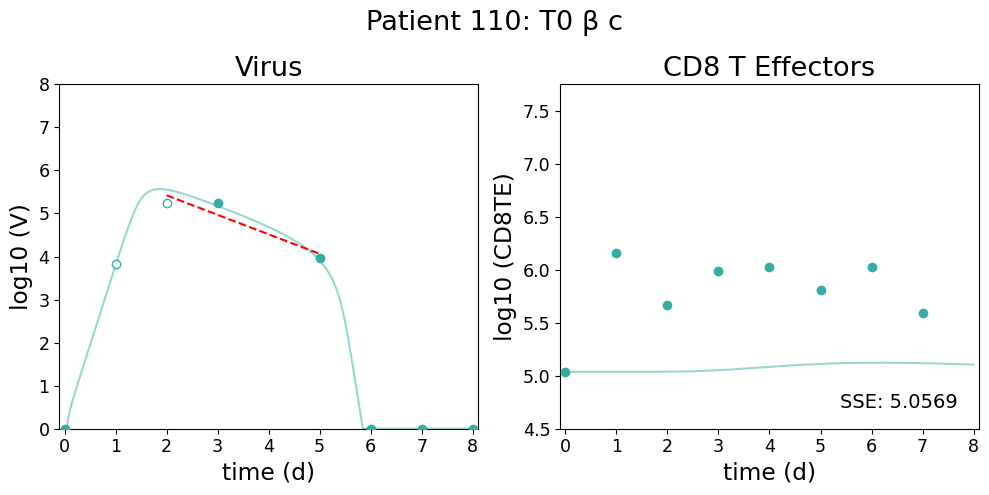 Patient 110: T0 β c
Virus
CD8 T Effectors
log10 (V)
8
7
6
5
4
3
2
1
0
0 1 2 3 4 5 6 7 8
time (d)
log10 (CD8TE)
7.5
7.0
6.5
6.0
5.5
5.0
4.5
SSE: 5.0569
0 1 2 3 4 5 6 7 8
time (d)